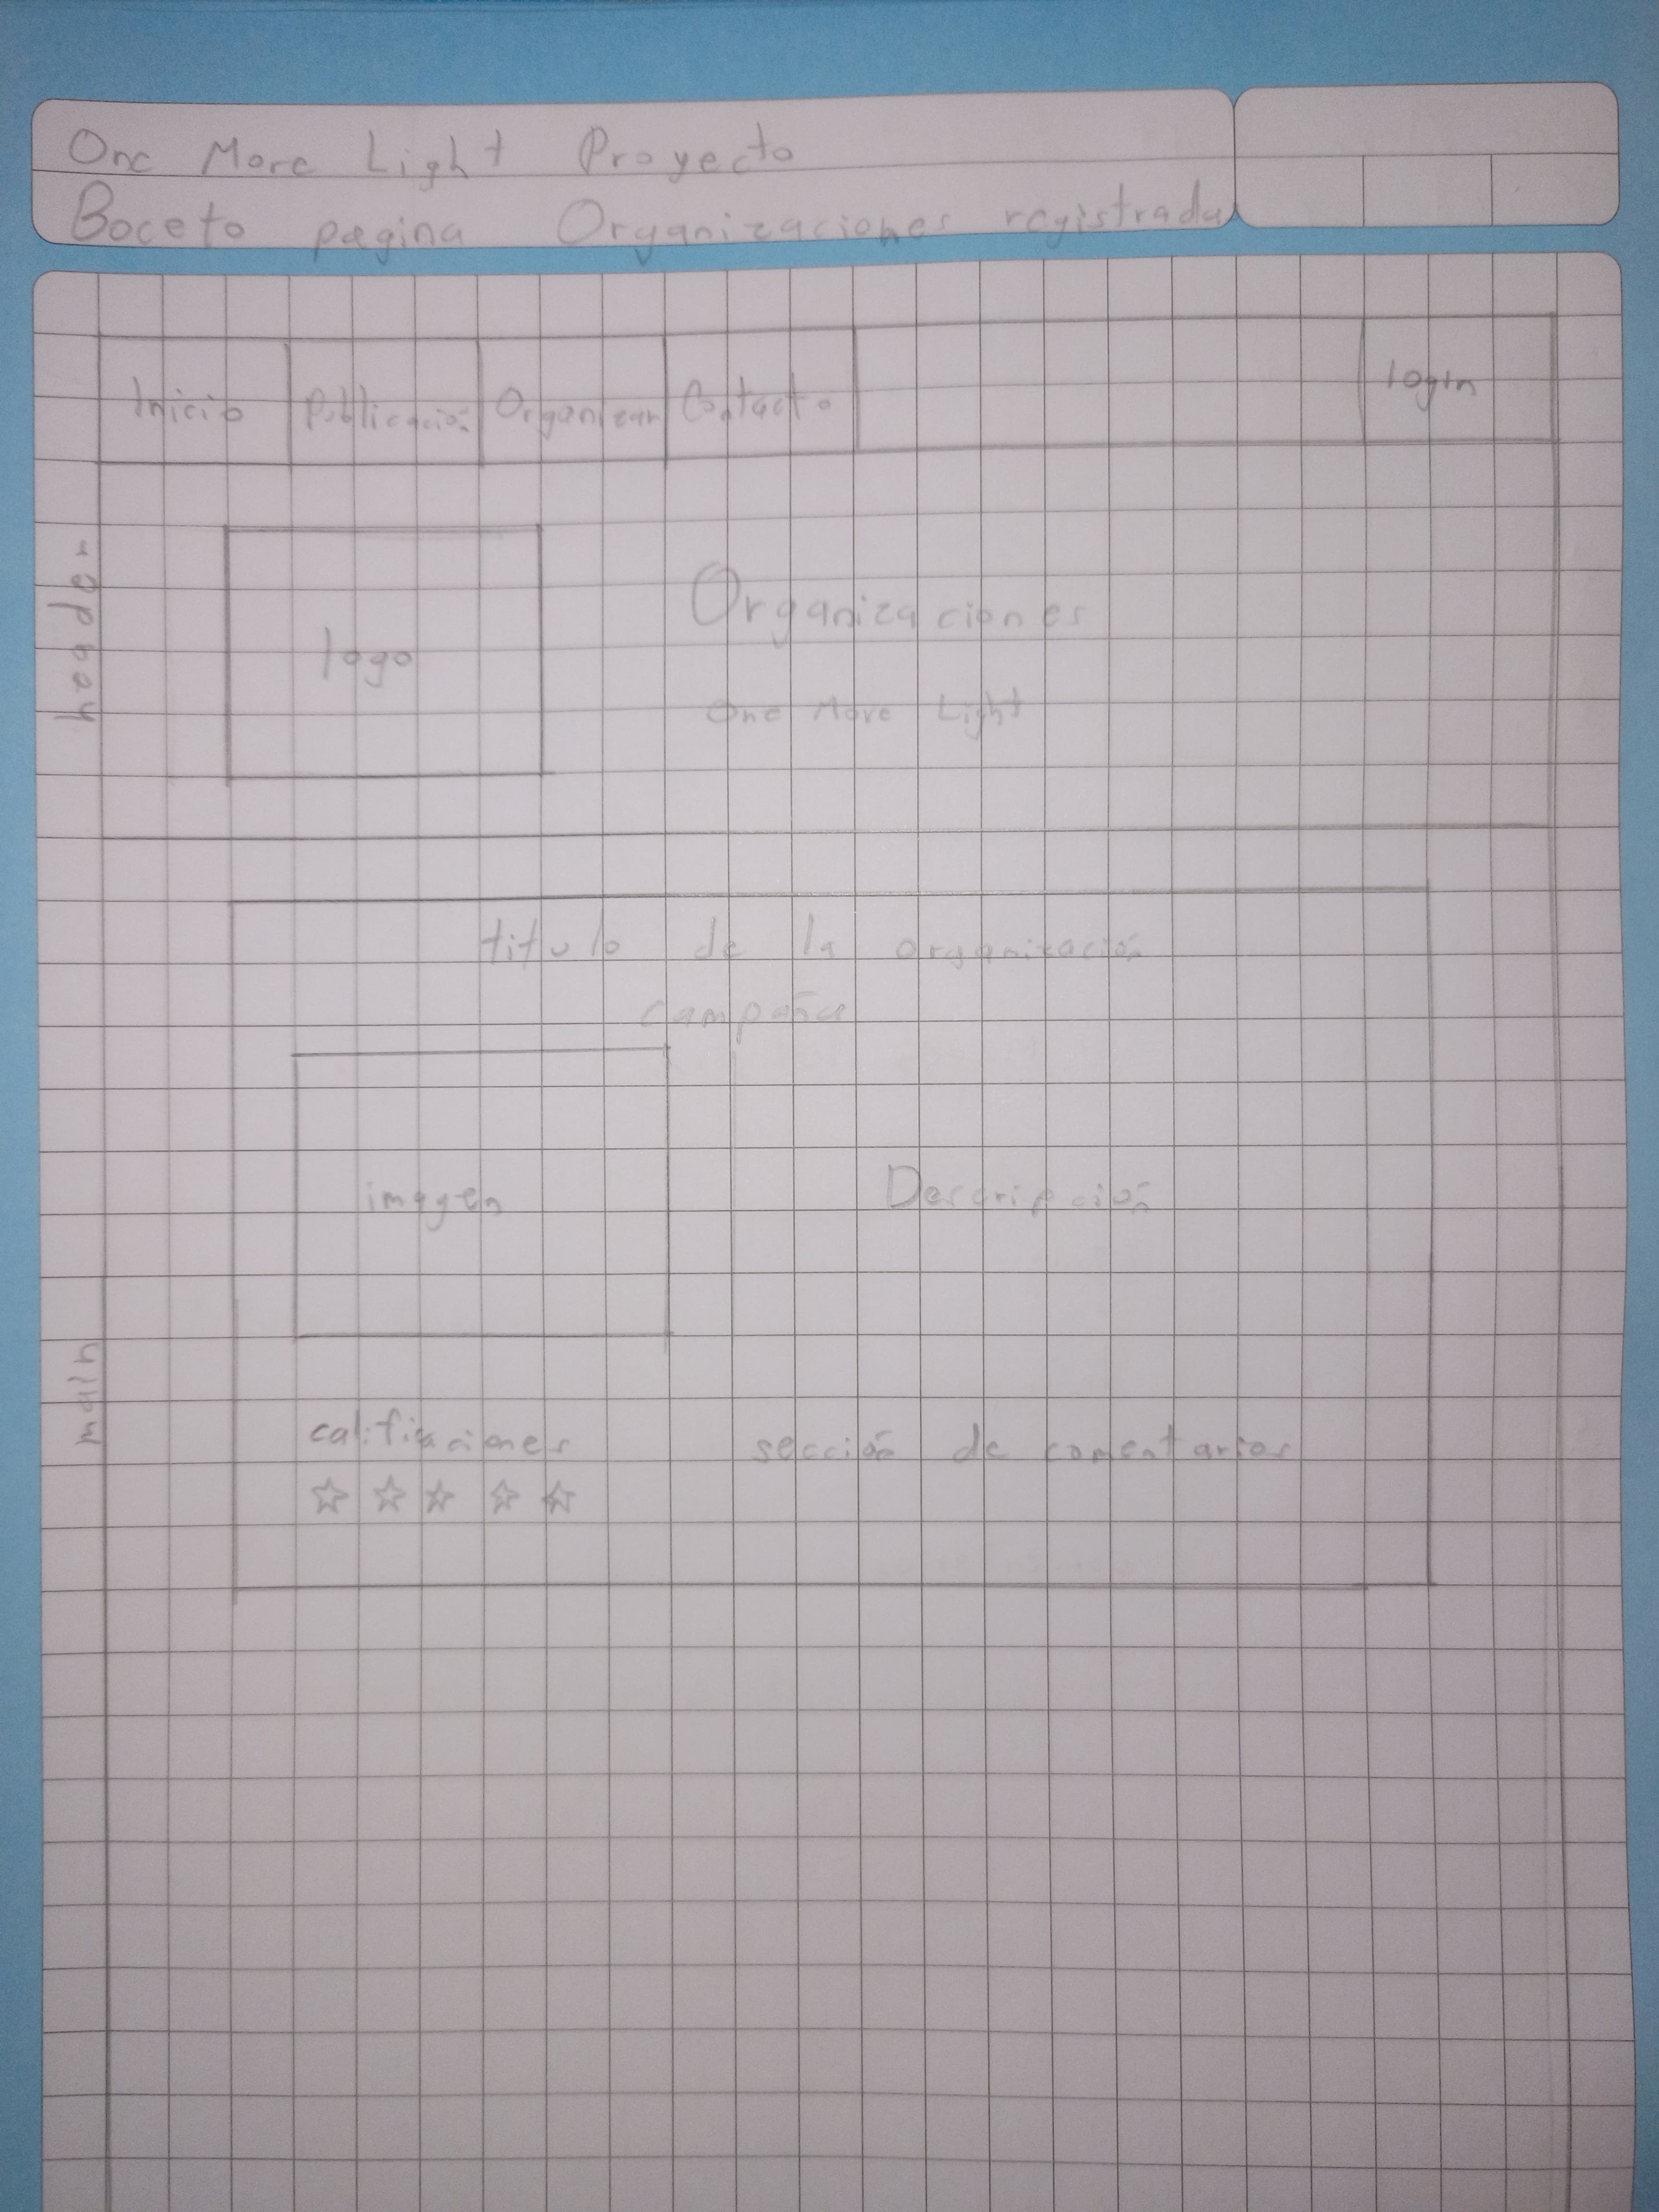 One More Light Proyecto
Boceto pagina Organizaciones registrada
Inicio Publicación Organizar Contacto login
header
logo
Organizaciones
One More Light
titulo de la organización
campaña
imagen
Descripción
main
calificaciones
sección de comentarios